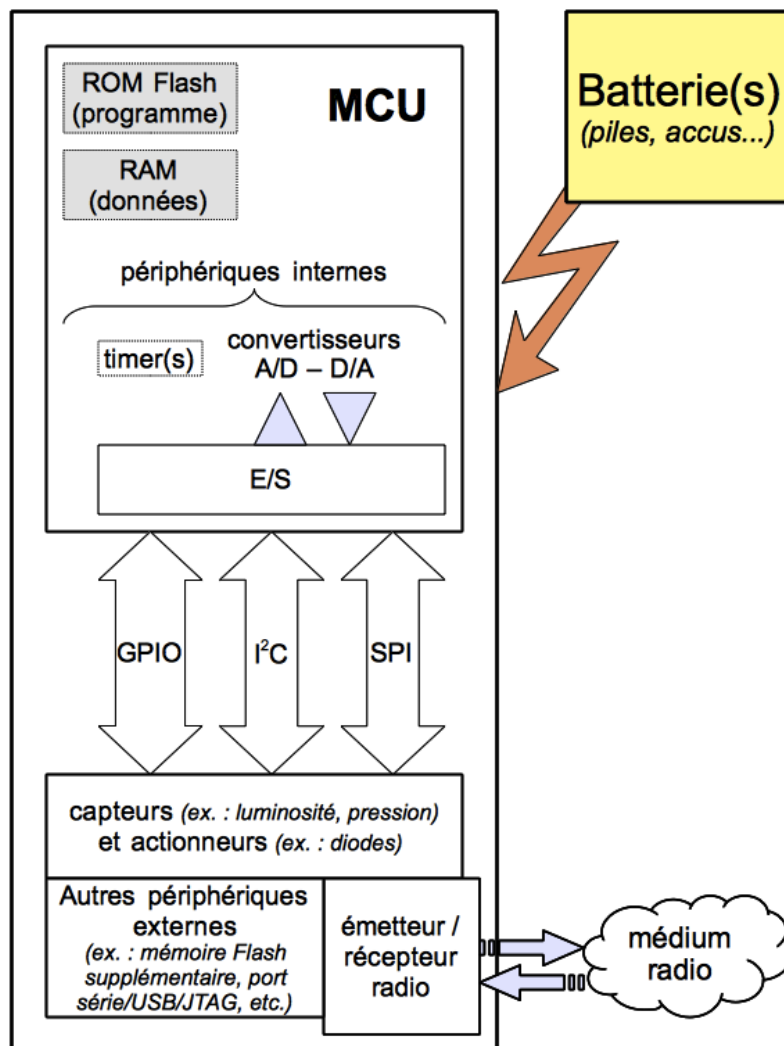 ROM Flash
(programme)
MCU
RAM
(données)
périphériques internes
timer(s)
convertisseurs
A/D – D/A
E/S
GPIO
I²C
SPI
capteurs (ex. : luminosité, pression)
et actionneurs (ex. : diodes)
Autres périphériques
externes
(ex. : mémoire Flash
supplémentaire, port
série/USB/JTAG, etc.)
émetteur /
récepteur
radio
Batterie(s)
(piles, accus...)
médium
radio